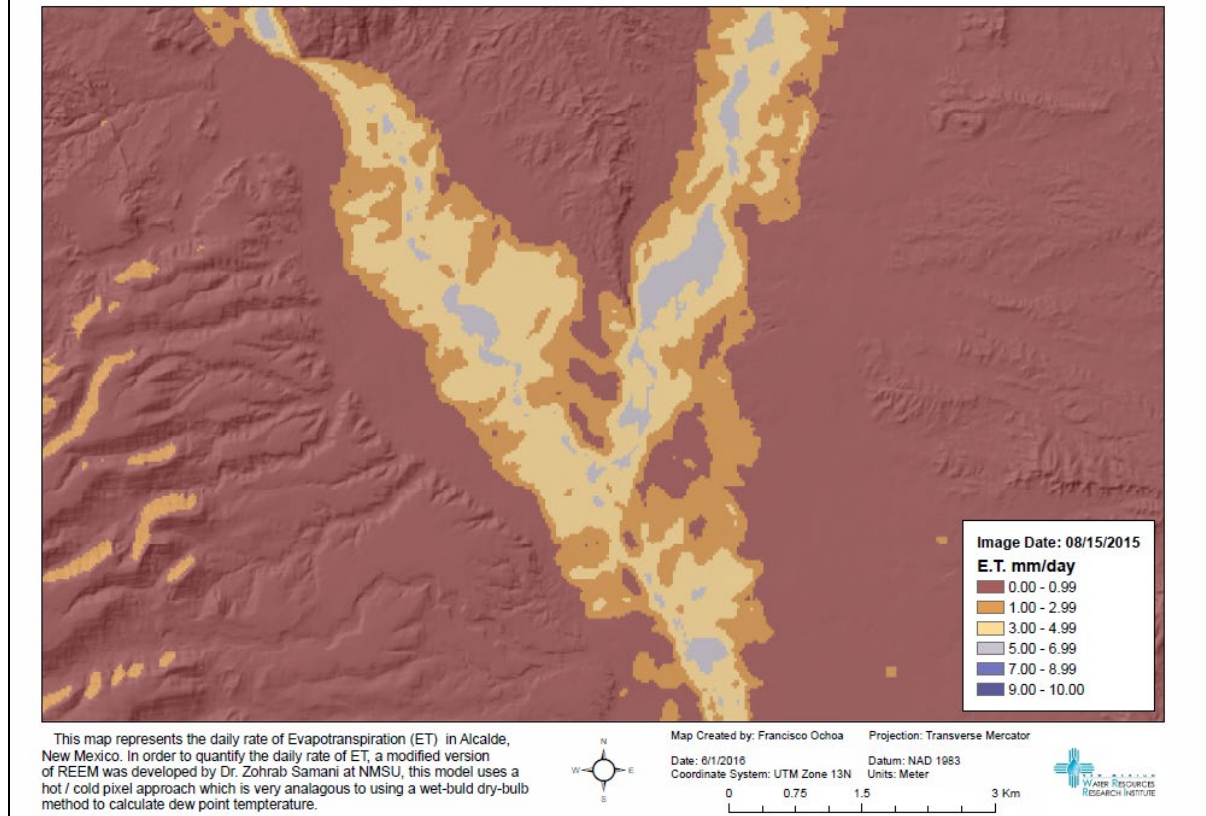 Image Date: 08/15/2015
E.T. mm/day
0.00 - 0.99
1.00 - 2.99
3.00 - 4.99
5.00 - 6.99
7.00 - 8.99
9.00 - 10.00
This map represents the daily rate of Evapotranspiration (ET) in Alcalde,
New Mexico. In order to quantify the daily rate of ET, a modified version
of REEM was developed by Dr. Zohrab Samani at NMSU, this model uses a
hot / cold pixel approach which is very analagous to using a wet-buld dry-bulb
method to calculate dew point tempterature.
N
W E
S
Map Created by: Francisco Ochoa
Date: 6/1/2016
Coordinate System: UTM Zone 13N
Projection: Transverse Mercator
Datum: NAD 1983
Units: Meter
0 0.75 1.5 3 Km
NEW MEXICO
WATER RESOURCES
RESEARCH INSTITUTE